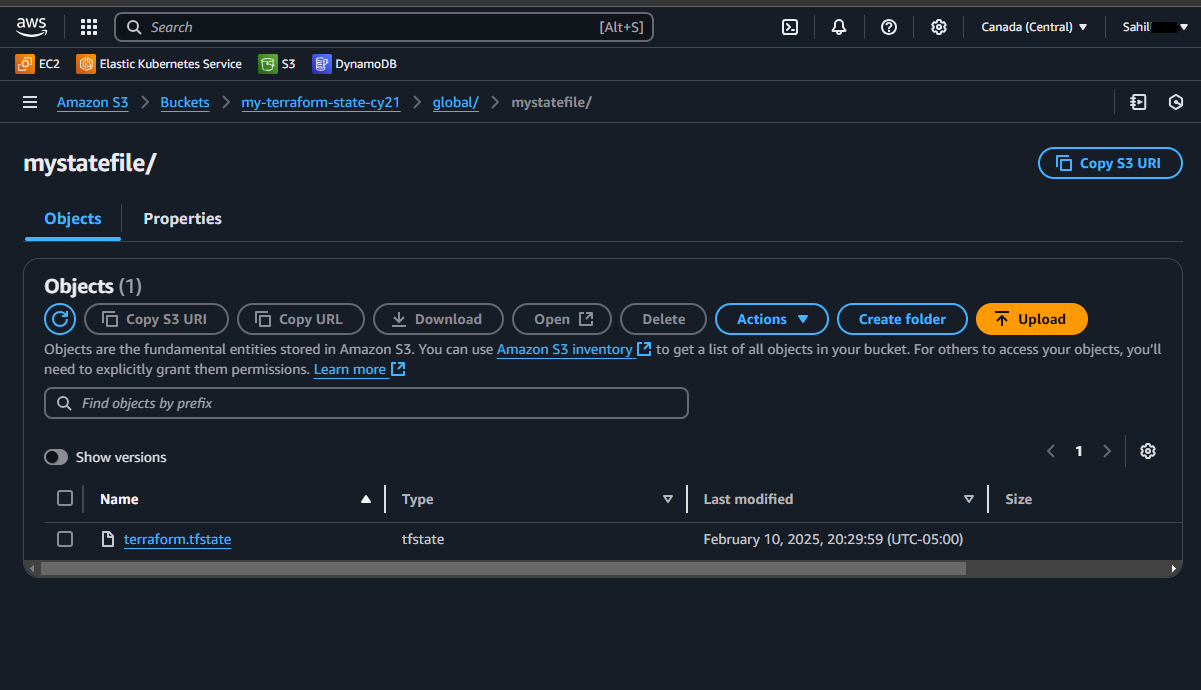 aws Search [Alt+S] Canada (Central) Sahil
EC2 Elastic Kubernetes Service S3 DynamoDB
Amazon S3 Buckets my-terraform-state-cy21 global/ mystatefile/
mystatefile/
Copy S3 URI
Objects Properties
Objects (1)
Copy S3 URI Copy URL Download Open Delete Actions Create folder Upload
Objects are the fundamental entities stored in Amazon S3. You can use Amazon S3 inventory to get a list of all objects in your bucket. For others to access your objects, you'll
need to explicitly grant them permissions. Learn more
Find objects by prefix
Show versions
1
Name Type Last modified Size
terraform.tfstate tfstate February 10, 2025, 20:29:59 (UTC-05:00)